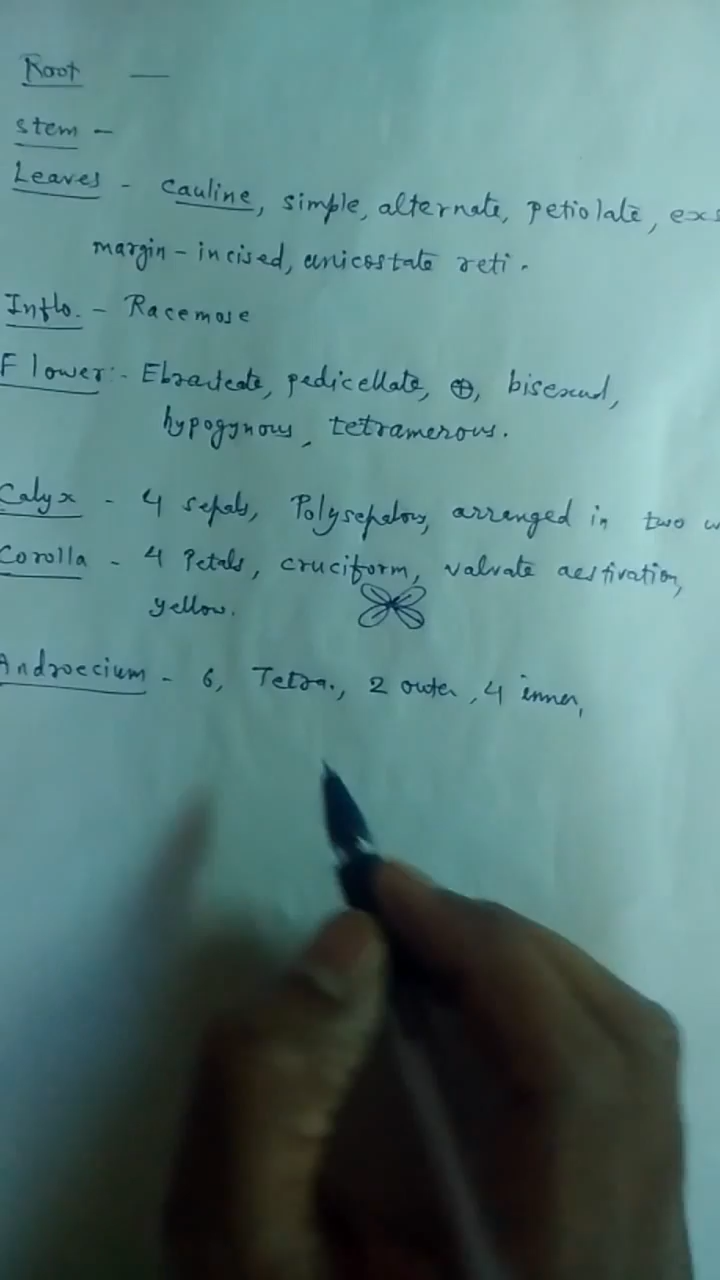 Root —
Stem -
Leaves - Cauline, simple, alternate, petiolate, exs
margin - incised, unicostate reti.
Inflo. - Racemose
Flower:- Ebracteate, pedicellate, ⊕, bisexual,
hypogynous, tetramerous.
Calyx - 4 sepals, Polysepalous, arranged in two w
Corolla - 4 Petals, cruciform, valvate aestivation,
yellow.
Androecium - 6, Tetra., 2 outer, 4 inner,